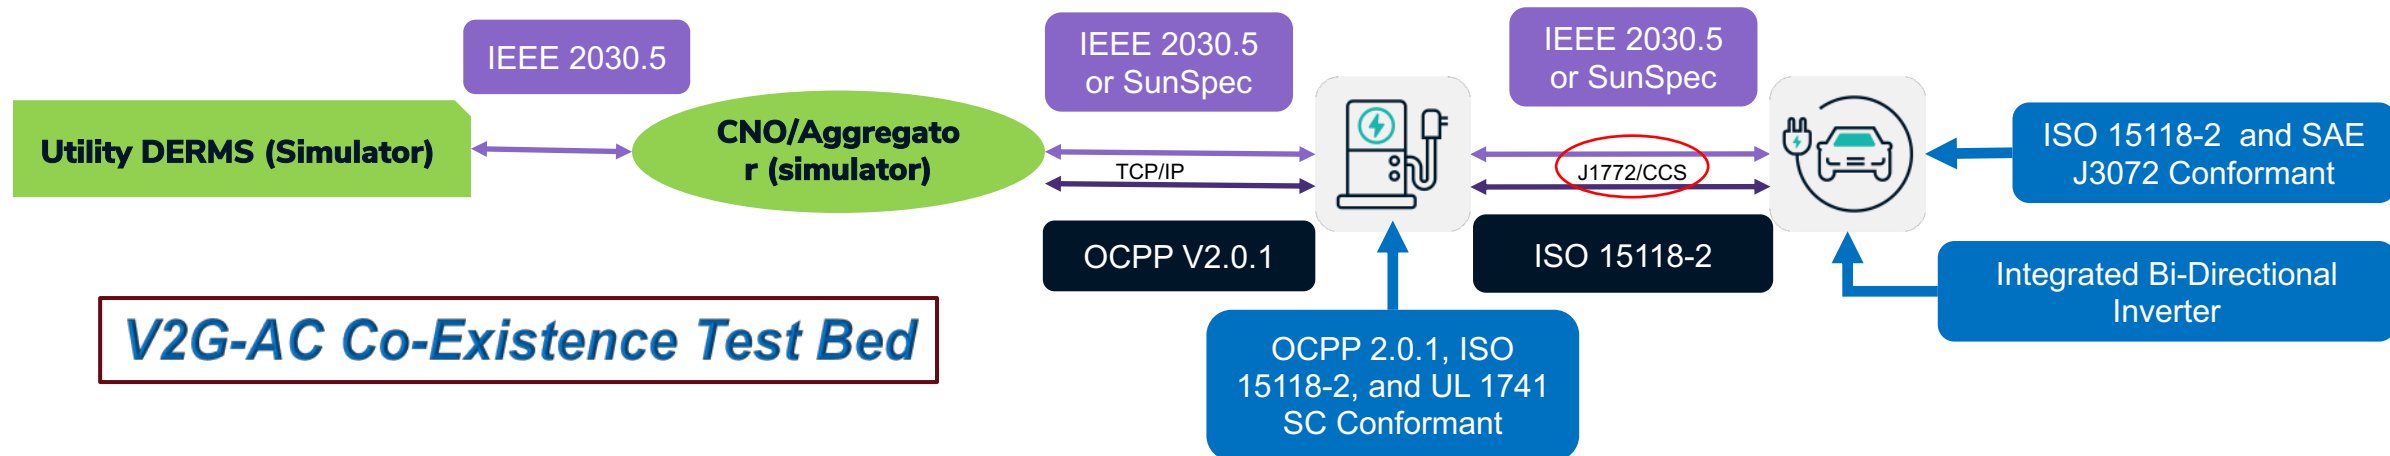 IEEE 2030.5
IEEE 2030.5
or SunSpec
IEEE 2030.5
or SunSpec
Utility DERMS (Simulator)
CNO/Aggregato
r (simulator)
TCP/IP
J1772/CCS
ISO 15118-2  and SAE
J3072 Conformant
OCPP V2.0.1
ISO 15118-2
Integrated Bi-Directional
Inverter
V2G-AC Co-Existence Test Bed
OCPP 2.0.1, ISO
15118-2, and UL 1741
SC Conformant